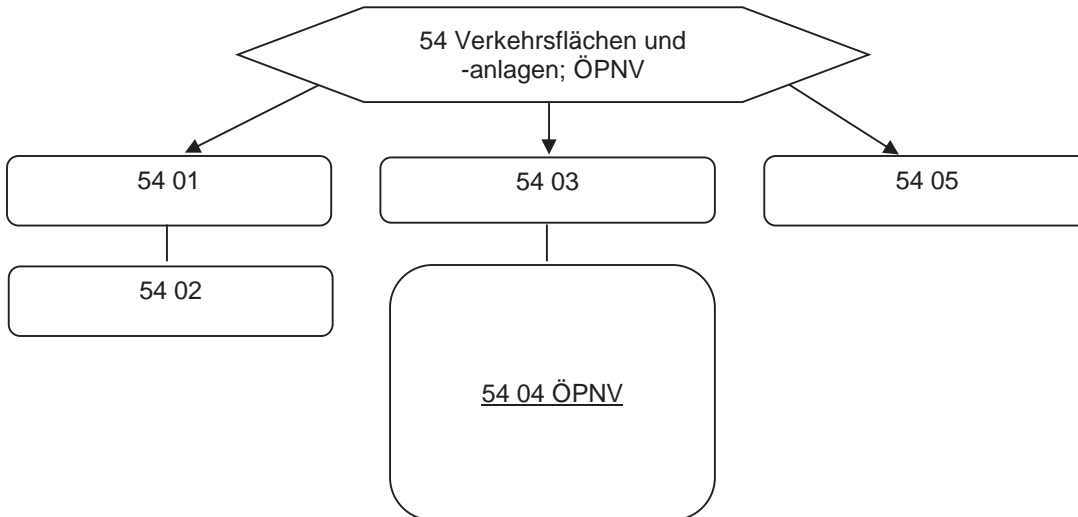 54 Verkehrsflächen und
-anlagen; ÖPNV
54 01
54 03
54 05
54 02
54 04 ÖPNV